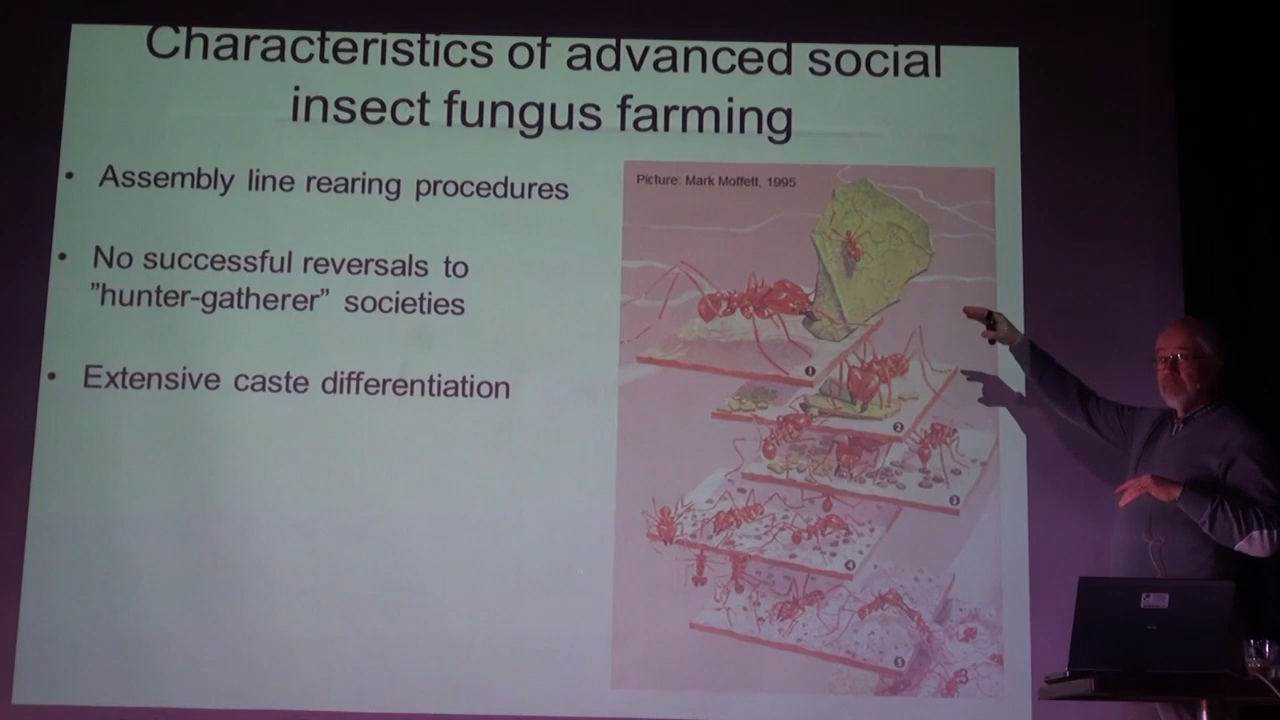 Characteristics of advanced social
insect fungus farming
• Assembly line rearing procedures
• No successful reversals to
”hunter-gatherer” societies
• Extensive caste differentiation
Picture: Mark Moffett, 1995
1
2
3
4
5
3